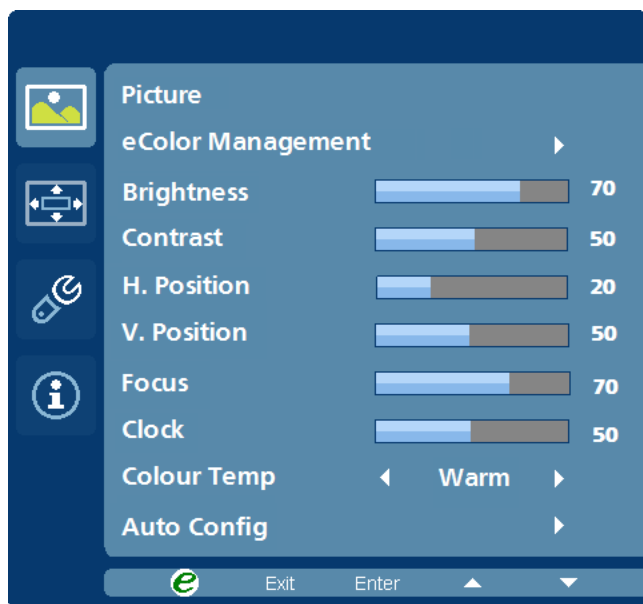 Picture
eColor Management
Brightness 70
Contrast 50
H. Position 20
V. Position 50
Focus 70
Clock 50
Colour Temp Warm
Auto Config
e Exit Enter